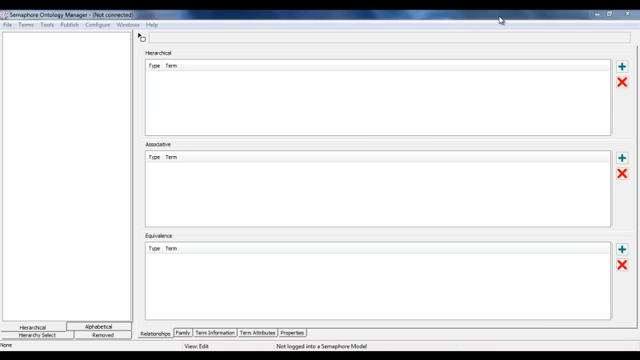 Semaphore Ontology Manager - (Not connected)
File Terms Tools Publish Configure Windows Help
Hierarchical
Type Term
Associative
Type Term
Equivalence
Type Term
Hierarchical Alphabetical
Hierarchy Select Removed
Relationships Family Term Information Term Attributes Properties
None View: Edit Not logged into a Semaphore Model